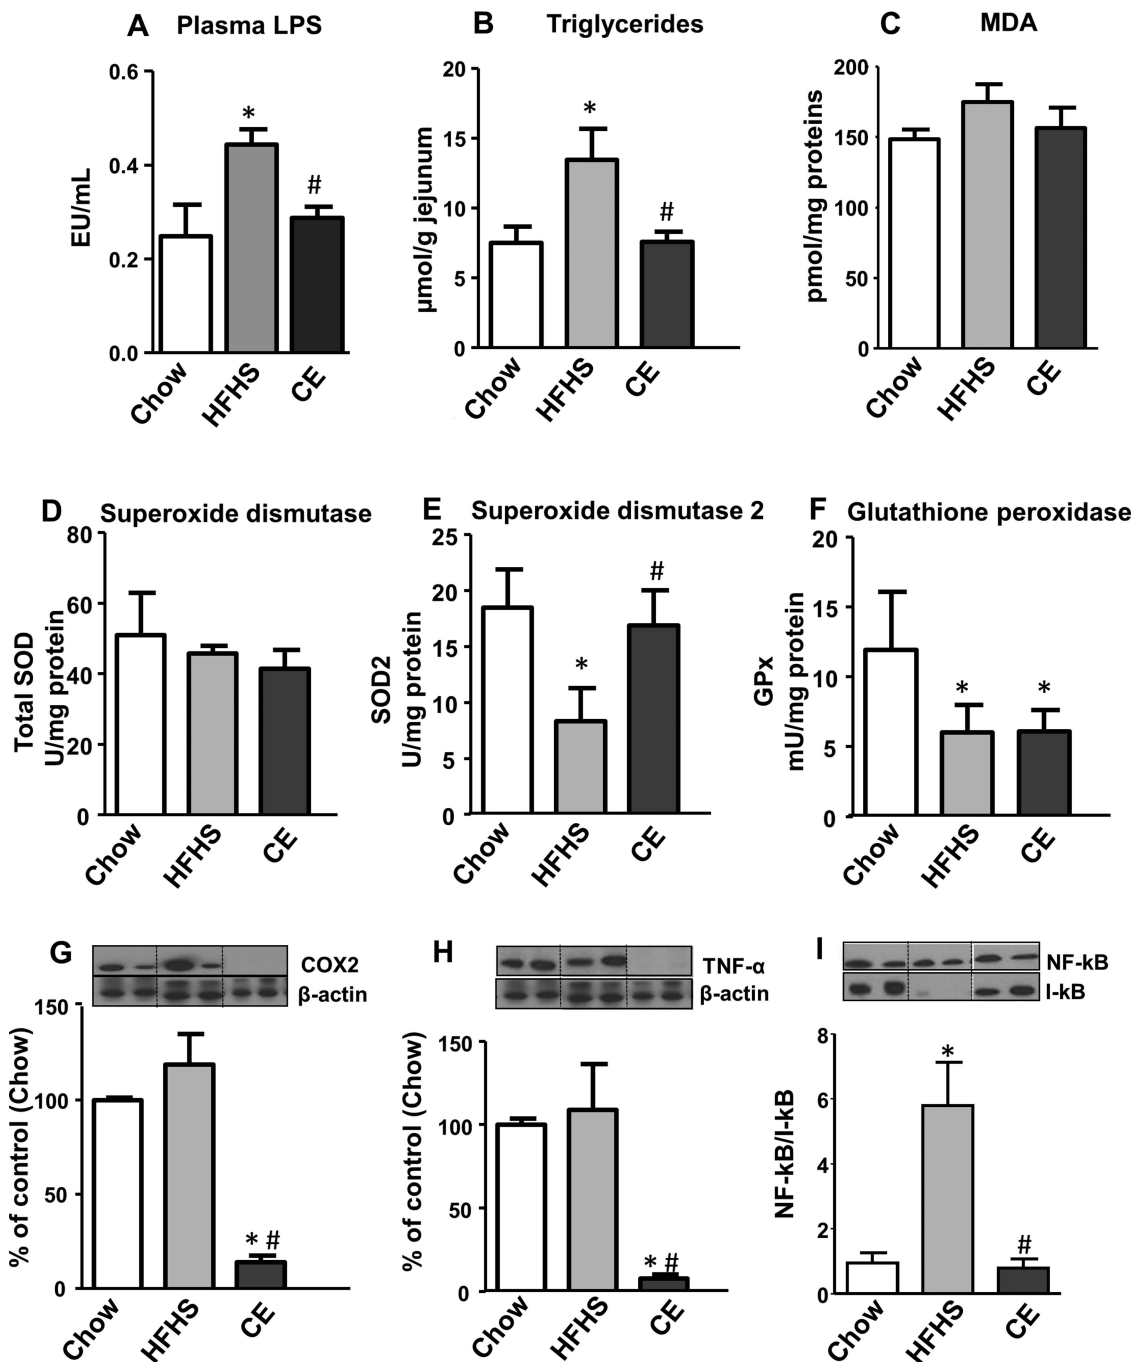 A Plasma LPS
EU/mL
0.6
0.4
0.2
0.0
*
#
Chow
HFHS
CE
B Triglycerides
µmol/g jejunum
20
15
10
5
0
*
#
Chow
HFHS
CE
C MDA
pmol/mg proteins
200
150
100
50
0
Chow
HFHS
CE
D Superoxide dismutase
Total SOD
U/mg protein
80
60
40
20
0
Chow
HFHS
CE
E Superoxide dismutase 2
SOD2
U/mg protein
25
20
15
10
5
0
*
#
Chow
HFHS
CE
F Glutathione peroxidase
GPx
mU/mg protein
20
15
10
5
0
*
*
Chow
HFHS
CE
G
COX2
β-actin
% of control (Chow)
150
100
50
0
* #
Chow
HFHS
CE
H
TNF-α
β-actin
% of control (Chow)
150
100
50
0
* #
Chow
HFHS
CE
I
NF-kB
I-kB
NF-kB/I-kB
8
6
4
2
0
*
#
Chow
HFHS
CE